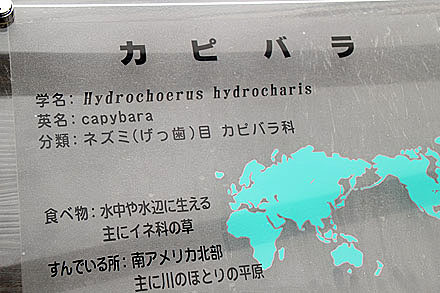 カピバラ
学名: Hydrochoerus hydrocharis
英名: capybara
分類: ネズミ(げっ歯)目 カピバラ科
食べ物: 水中や水辺に生える
主にイネ科の草
すんでいる所: 南アメリカ北部
主に川のほとりの平原